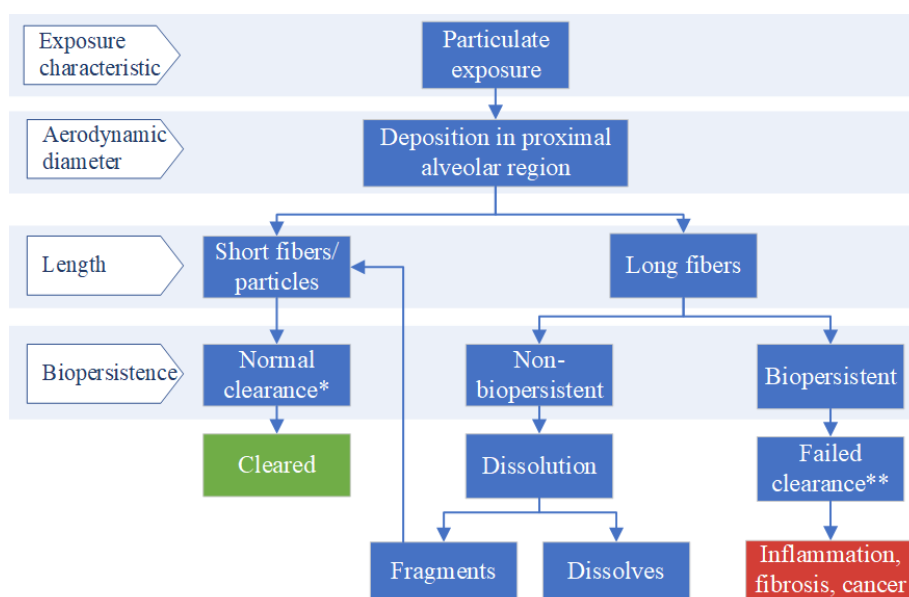 Exposure
characteristic
Particulate
exposure
Aerodynamic
diameter
Deposition in proximal
alveolar region
Length
Short fibers/
particles
Long fibers
Biopersistence
Normal
clearance*
Non-
biopersistent
Biopersistent
Cleared
Dissolution
Failed
clearance**
Fragments
Dissolves
Inflammation,
fibrosis, cancer